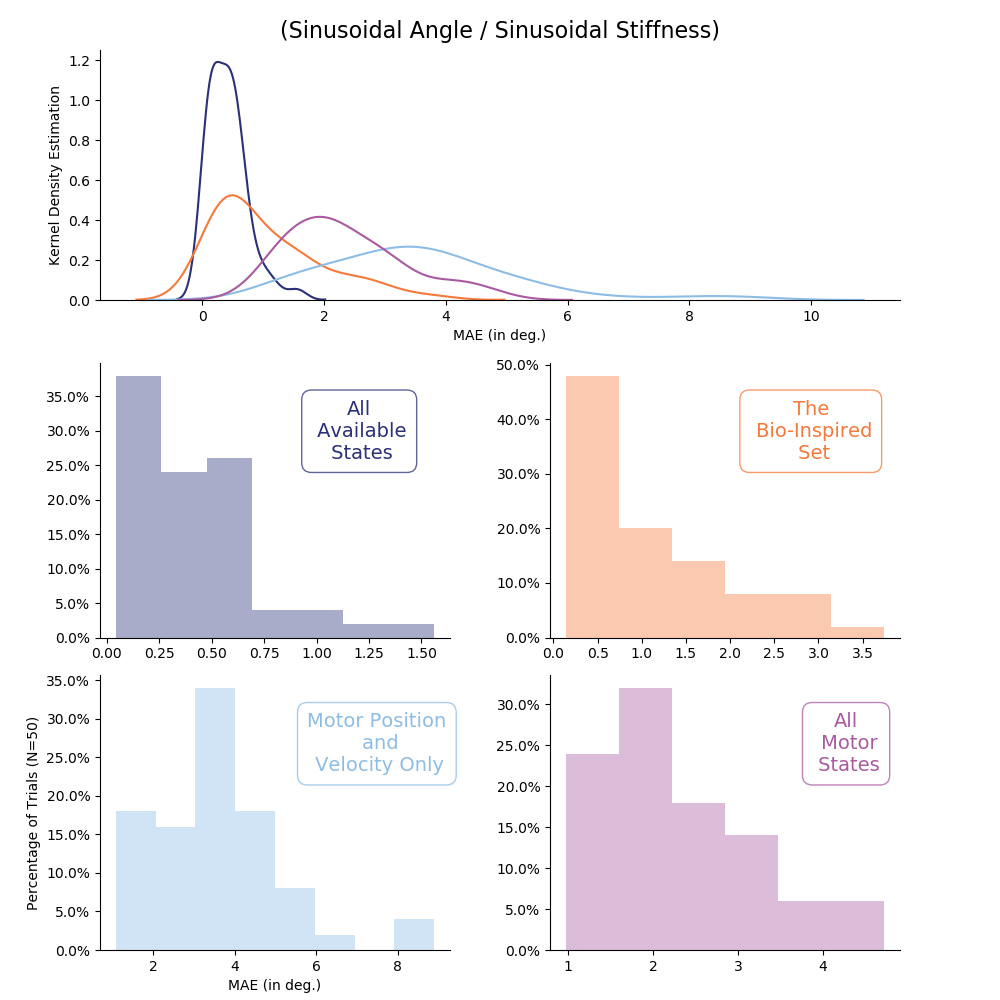 (Sinusoidal Angle / Sinusoidal Stiffness)
1.2
1.0
0.8
0.6
0.4
0.2
0.0
Kernel Density Estimation
0 2 4 6 8 10
MAE (in deg.)
35.0%
30.0%
25.0%
20.0%
15.0%
10.0%
5.0%
0.0%
All
Available
States
0.00 0.25 0.50 0.75 1.00 1.25 1.50
50.0%
40.0%
30.0%
20.0%
10.0%
0.0%
The
Bio-Inspired
Set
0.0 0.5 1.0 1.5 2.0 2.5 3.0 3.5
35.0%
30.0%
25.0%
20.0%
15.0%
10.0%
5.0%
0.0%
Percentage of Trials (N=50)
Motor Position
and
Velocity Only
2 4 6 8
MAE (in deg.)
30.0%
25.0%
20.0%
15.0%
10.0%
5.0%
0.0%
All
Motor
States
1 2 3 4